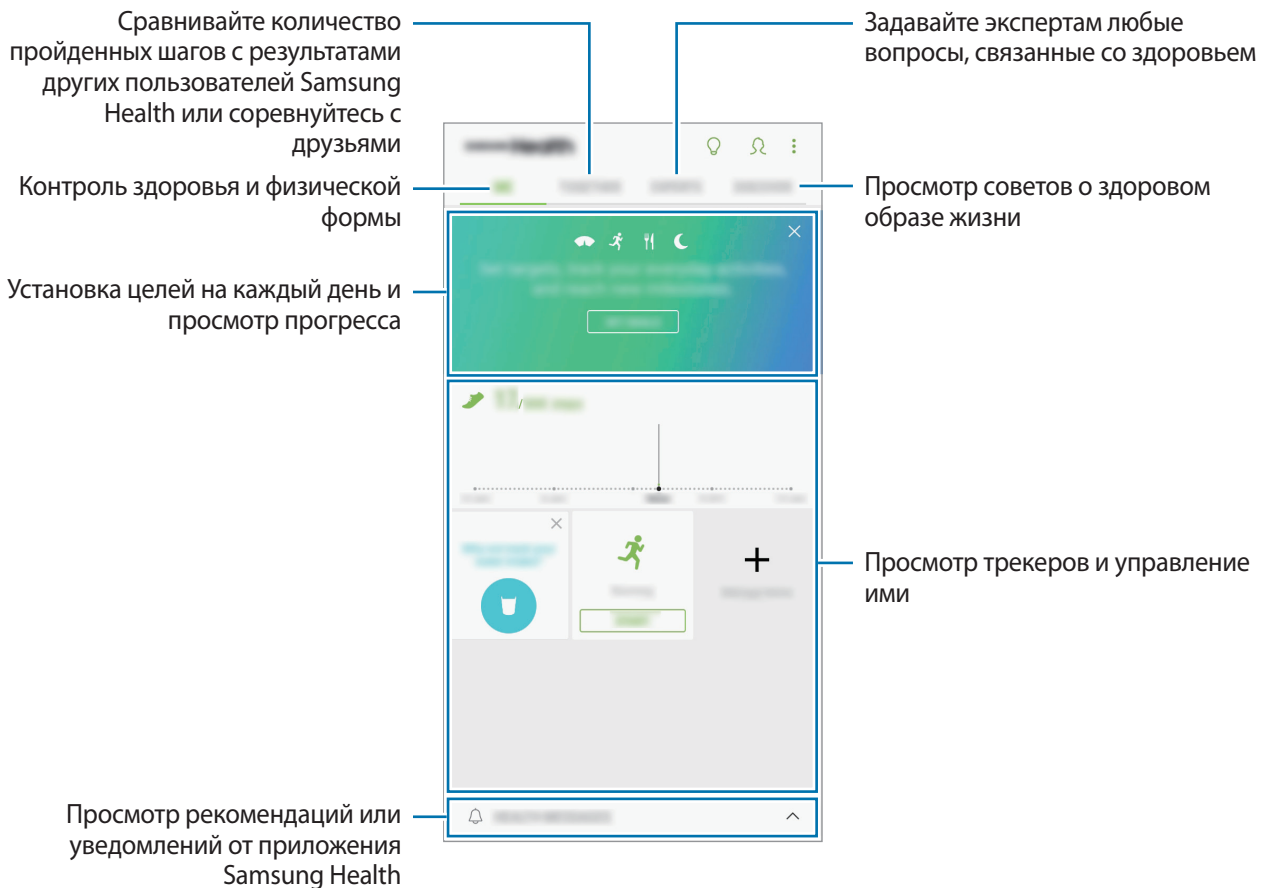 Сравнивайте количество
пройденных шагов с результатами
других пользователей Samsung
Health или соревнуйтесь с
друзьями
Контроль здоровья и физической
формы
Установка целей на каждый день и
просмотр прогресса
Просмотр рекомендаций или
уведомлений от приложения
Samsung Health
Задавайте экспертам любые
вопросы, связанные со здоровьем
Просмотр советов о здоровом
образе жизни
Просмотр трекеров и управление
ими